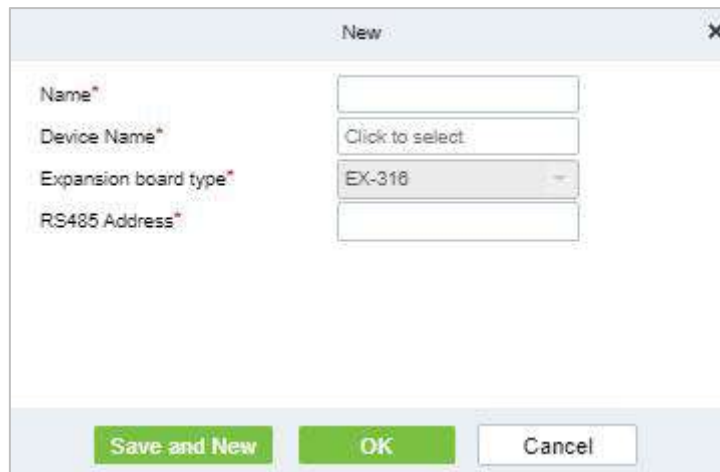 New
Name*
Device Name* Click to select
Expansion board type* EX-316
RS485 Address*
Save and New OK Cancel